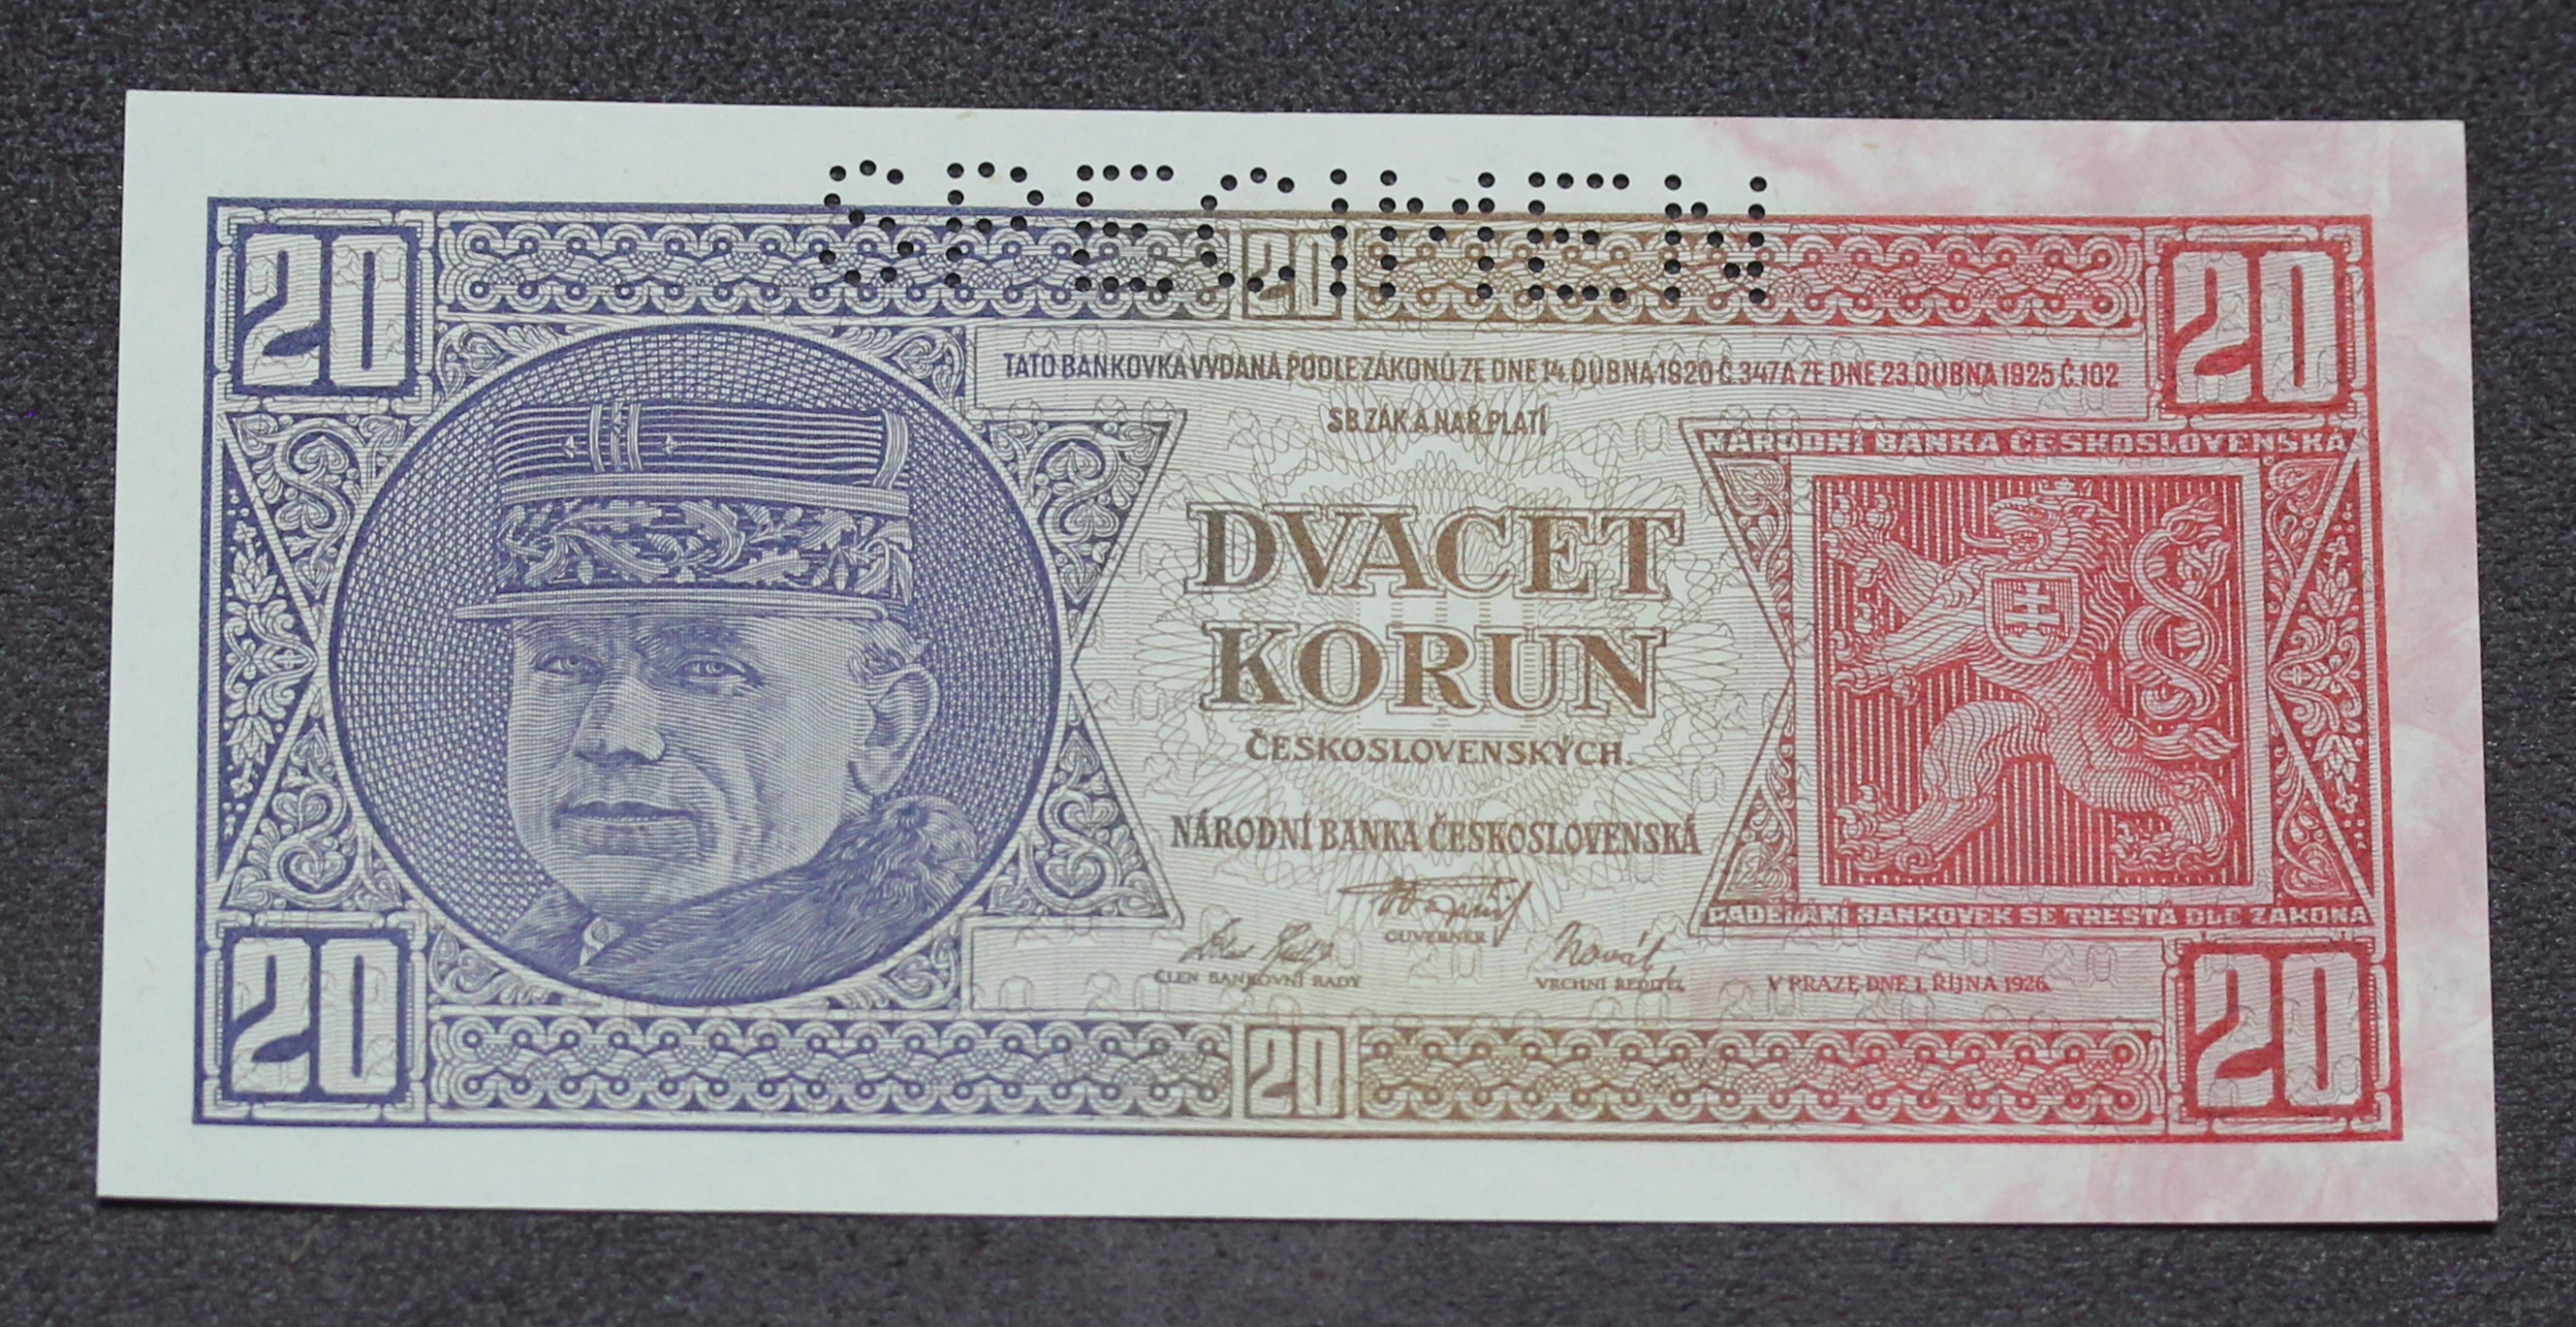 SPECIMEN
20 20 20
TATO BANKOVKA VYDANÁ PODLE ZÁKONŮ ZE DNE 14. DUBNA 1920 Č. 347 A ZE DNE 23. DUBNA 1925 Č. 102
SB. ZÁK. A NAŘ. PLATÍ
NÁRODNÍ BANKA ČESKOSLOVENSKÁ
DVACET
KORUN
ČESKOSLOVENSKÝCH.
NÁRODNÍ BANKA ČESKOSLOVENSKÁ
PADĚLÁNÍ BANKOVEK SE TRESTÁ DLE ZÁKONA
GUVERNÉR
Novák
ČLEN BANKOVNÍ RADY
VRCHNÍ ŘEDITEL
V PRAZE DNE 1. ŘÍJNA 1926.
20 20 20